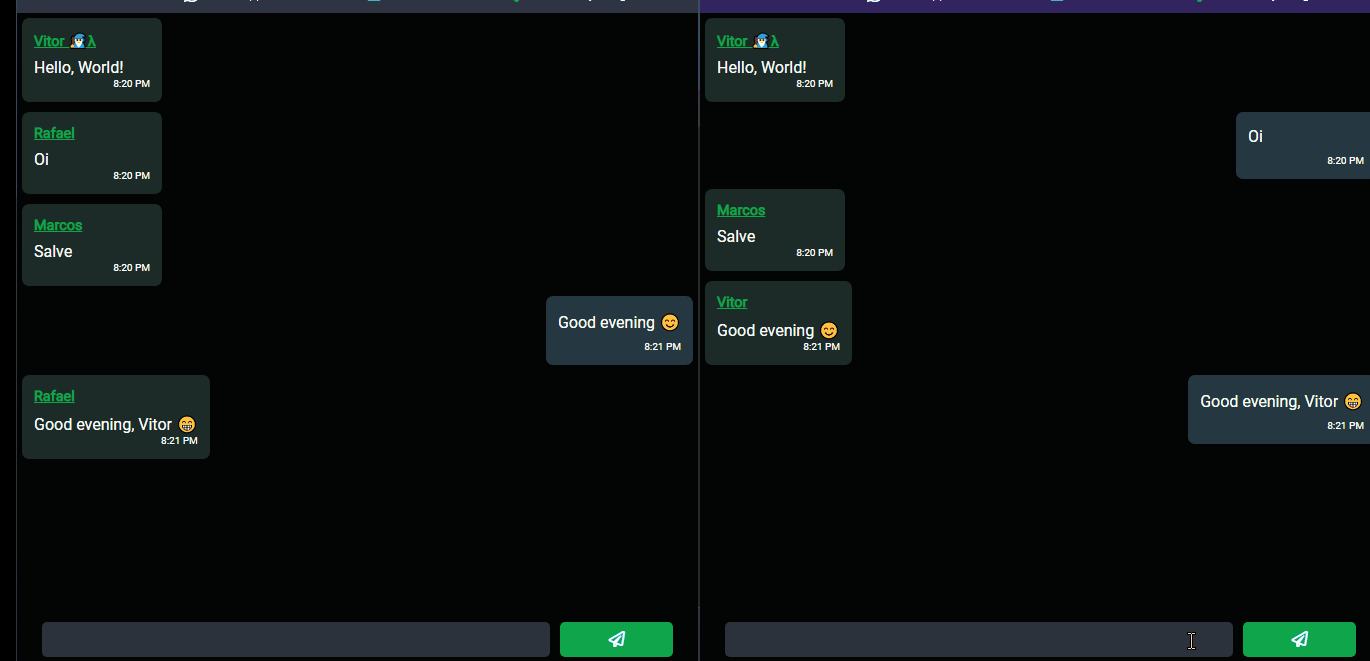 Vitor 🧙‍♂️λ
Hello, World!
8:20 PM
Rafael
Oi
8:20 PM
Marcos
Salve
8:20 PM
Good evening 😊
8:21 PM
Rafael
Good evening, Vitor 😁
8:21 PM
Vitor 🧙‍♂️λ
Hello, World!
8:20 PM
Oi
8:20 PM
Marcos
Salve
8:20 PM
Vitor
Good evening 😊
8:21 PM
Good evening, Vitor 😁
8:21 PM